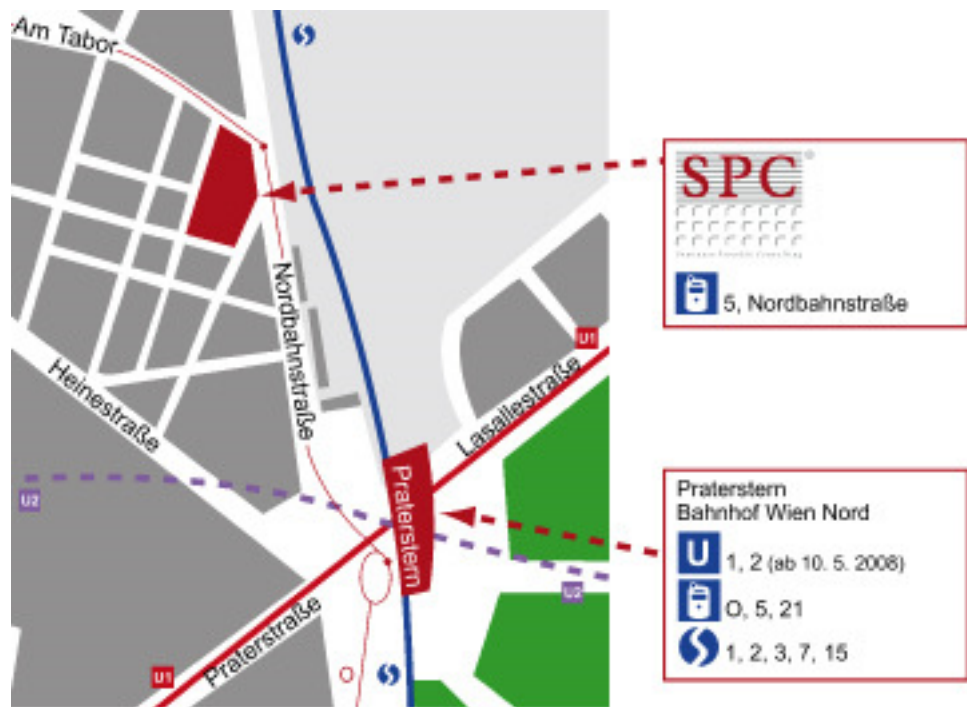 Am Tabor
SPC®
5, Nordbahnstraße
Nordbahnstraße
U1
Heinestraße
Lasallestraße
U2
Praterstern
Praterstern
Bahnhof Wien Nord
U 1, 2 (ab 10. 5. 2008)
O, 5, 21
1, 2, 3, 7, 15
U2
Praterstraße
U1
O